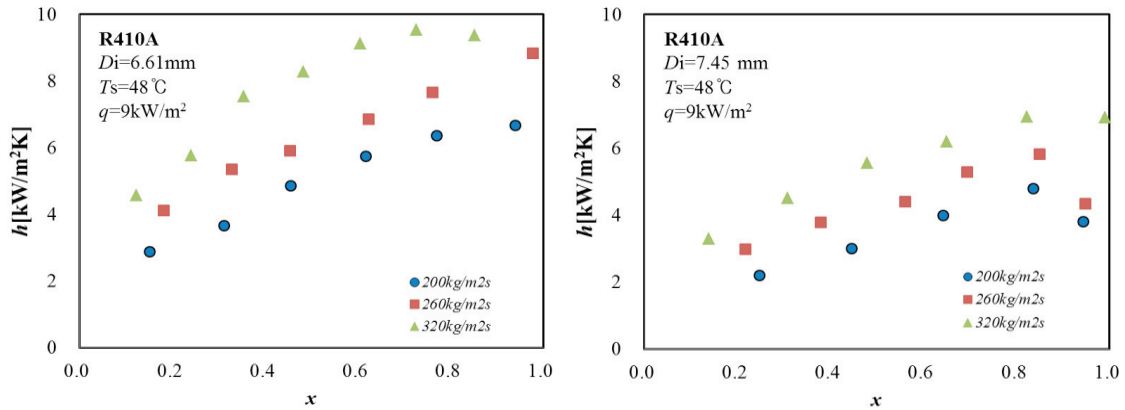 10
8
6
4
2
0
h[kW/m²K]
R410A
Di=6.61mm
Ts=48℃
q=9kW/m²
200kg/m2s
260kg/m2s
320kg/m2s
0.0 0.2 0.4 0.6 0.8 1.0
x
10
8
6
4
2
0
h[kW/m²K]
R410A
Di=7.45 mm
Ts=48℃
q=9kW/m²
200kg/m2s
260kg/m2s
320kg/m2s
0.0 0.2 0.4 0.6 0.8 1.0
x